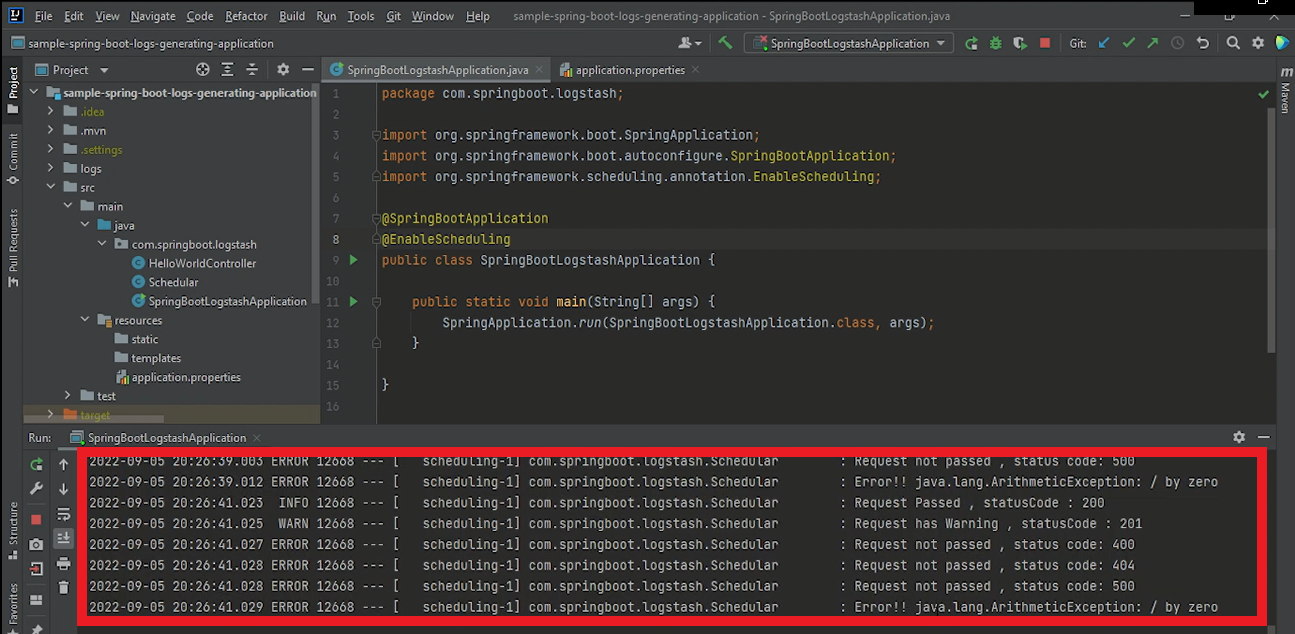 File Edit View Navigate Code Refactor Build Run Tools Git Window Help sample-spring-boot-logs-generating-application - SpringBootLogstashApplication.java
sample-spring-boot-logs-generating-application SpringBootLogstashApplication Git:
Project
Commit
Pull Requests
Structure
Favorites
Project
sample-spring-boot-logs-generating-application
.idea
.mvn
.settings
logs
src
main
java
com.springboot.logstash
HelloWorldController
Schedular
SpringBootLogstashApplication
resources
static
templates
application.properties
test
target
SpringBootLogstashApplication.java application.properties
1 package com.springboot.logstash;
2
3 import org.springframework.boot.SpringApplication;
4 import org.springframework.boot.autoconfigure.SpringBootApplication;
5 import org.springframework.scheduling.annotation.EnableScheduling;
6
7 @SpringBootApplication
8 @EnableScheduling
9 public class SpringBootLogstashApplication {
10
11 public static void main(String[] args) {
12 SpringApplication.run(SpringBootLogstashApplication.class, args);
13 }
14
15 }
16
m Maven
Run: SpringBootLogstashApplication
2022-09-05 20:26:39.003 ERROR 12668 --- [   scheduling-1] com.springboot.logstash.Schedular        : Request not passed , status code: 500
2022-09-05 20:26:39.012 ERROR 12668 --- [   scheduling-1] com.springboot.logstash.Schedular        : Error!! java.lang.ArithmeticException: / by zero
2022-09-05 20:26:41.023  INFO 12668 --- [   scheduling-1] com.springboot.logstash.Schedular        : Request Passed , statusCode : 200
2022-09-05 20:26:41.025  WARN 12668 --- [   scheduling-1] com.springboot.logstash.Schedular        : Request has Warning , statusCode : 201
2022-09-05 20:26:41.027 ERROR 12668 --- [   scheduling-1] com.springboot.logstash.Schedular        : Request not passed , status code: 400
2022-09-05 20:26:41.028 ERROR 12668 --- [   scheduling-1] com.springboot.logstash.Schedular        : Request not passed , status code: 404
2022-09-05 20:26:41.028 ERROR 12668 --- [   scheduling-1] com.springboot.logstash.Schedular        : Request not passed , status code: 500
2022-09-05 20:26:41.029 ERROR 12668 --- [   scheduling-1] com.springboot.logstash.Schedular        : Error!! java.lang.ArithmeticException: / by zero